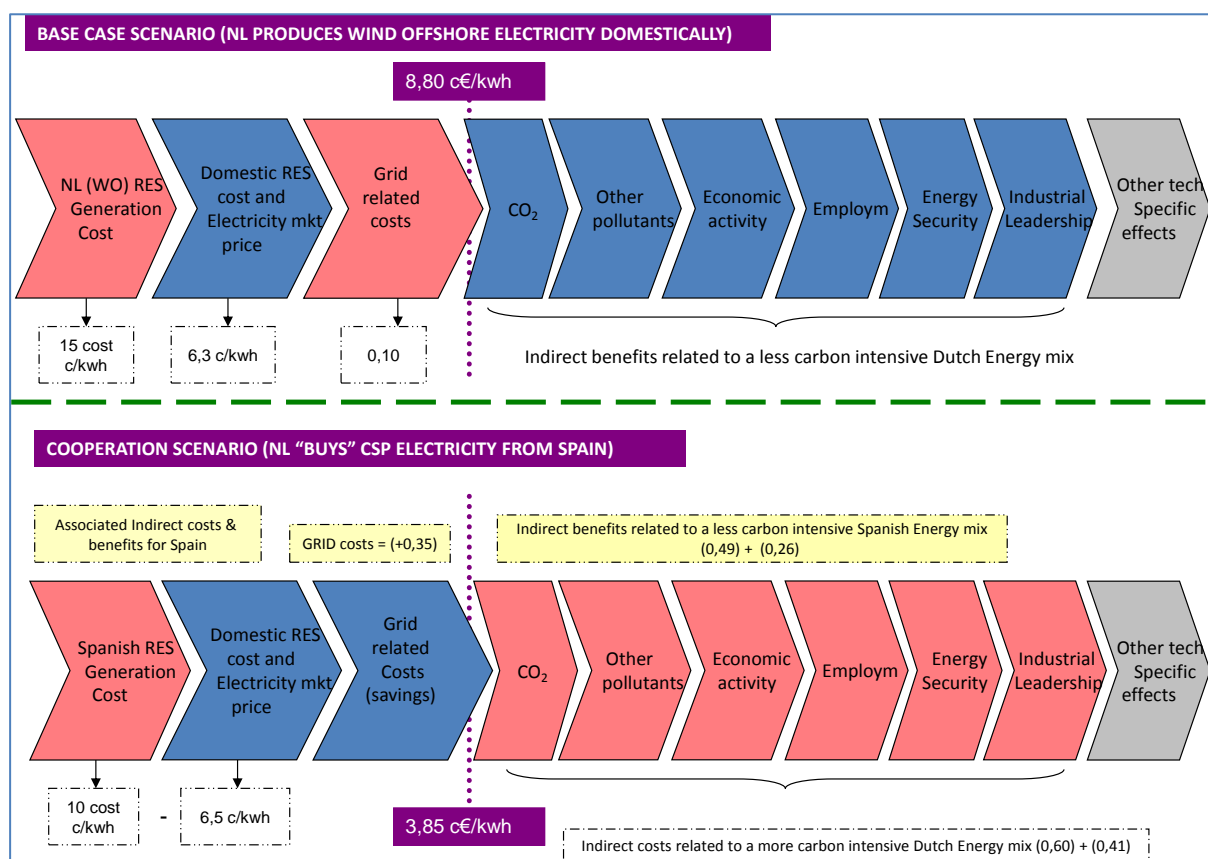 BASE CASE SCENARIO (NL PRODUCES WIND OFFSHORE ELECTRICITY DOMESTICALLY)
8,80 c€/kwh
NL (WO) RES
Generation
Cost
Domestic RES
cost and
Electricity mkt
price
Grid
related
costs
CO₂
Other
pollutants
Economic
activity
Employm
Energy
Security
Industrial
Leadership
Other tech
Specific
effects
15 cost
c/kwh
6,3 c/kwh
0,10
Indirect benefits related to a less carbon intensive Dutch Energy mix
COOPERATION SCENARIO (NL “BUYS” CSP ELECTRICITY FROM SPAIN)
Associated Indirect costs &
benefits for Spain
GRID costs = (+0,35)
Indirect benefits related to a less carbon intensive Spanish Energy mix
(0,49) + (0,26)
Spanish RES
Generation
Cost
Domestic RES
cost and
Electricity mkt
price
Grid
related
Costs
(savings)
CO₂
Other
pollutants
Economic
activity
Employm
Energy
Security
Industrial
Leadership
Other tech
Specific
effects
10 cost
c/kwh
-
6,5 c/kwh
3,85 c€/kwh
Indirect costs related to a more carbon intensive Dutch Energy mix (0,60) + (0,41)